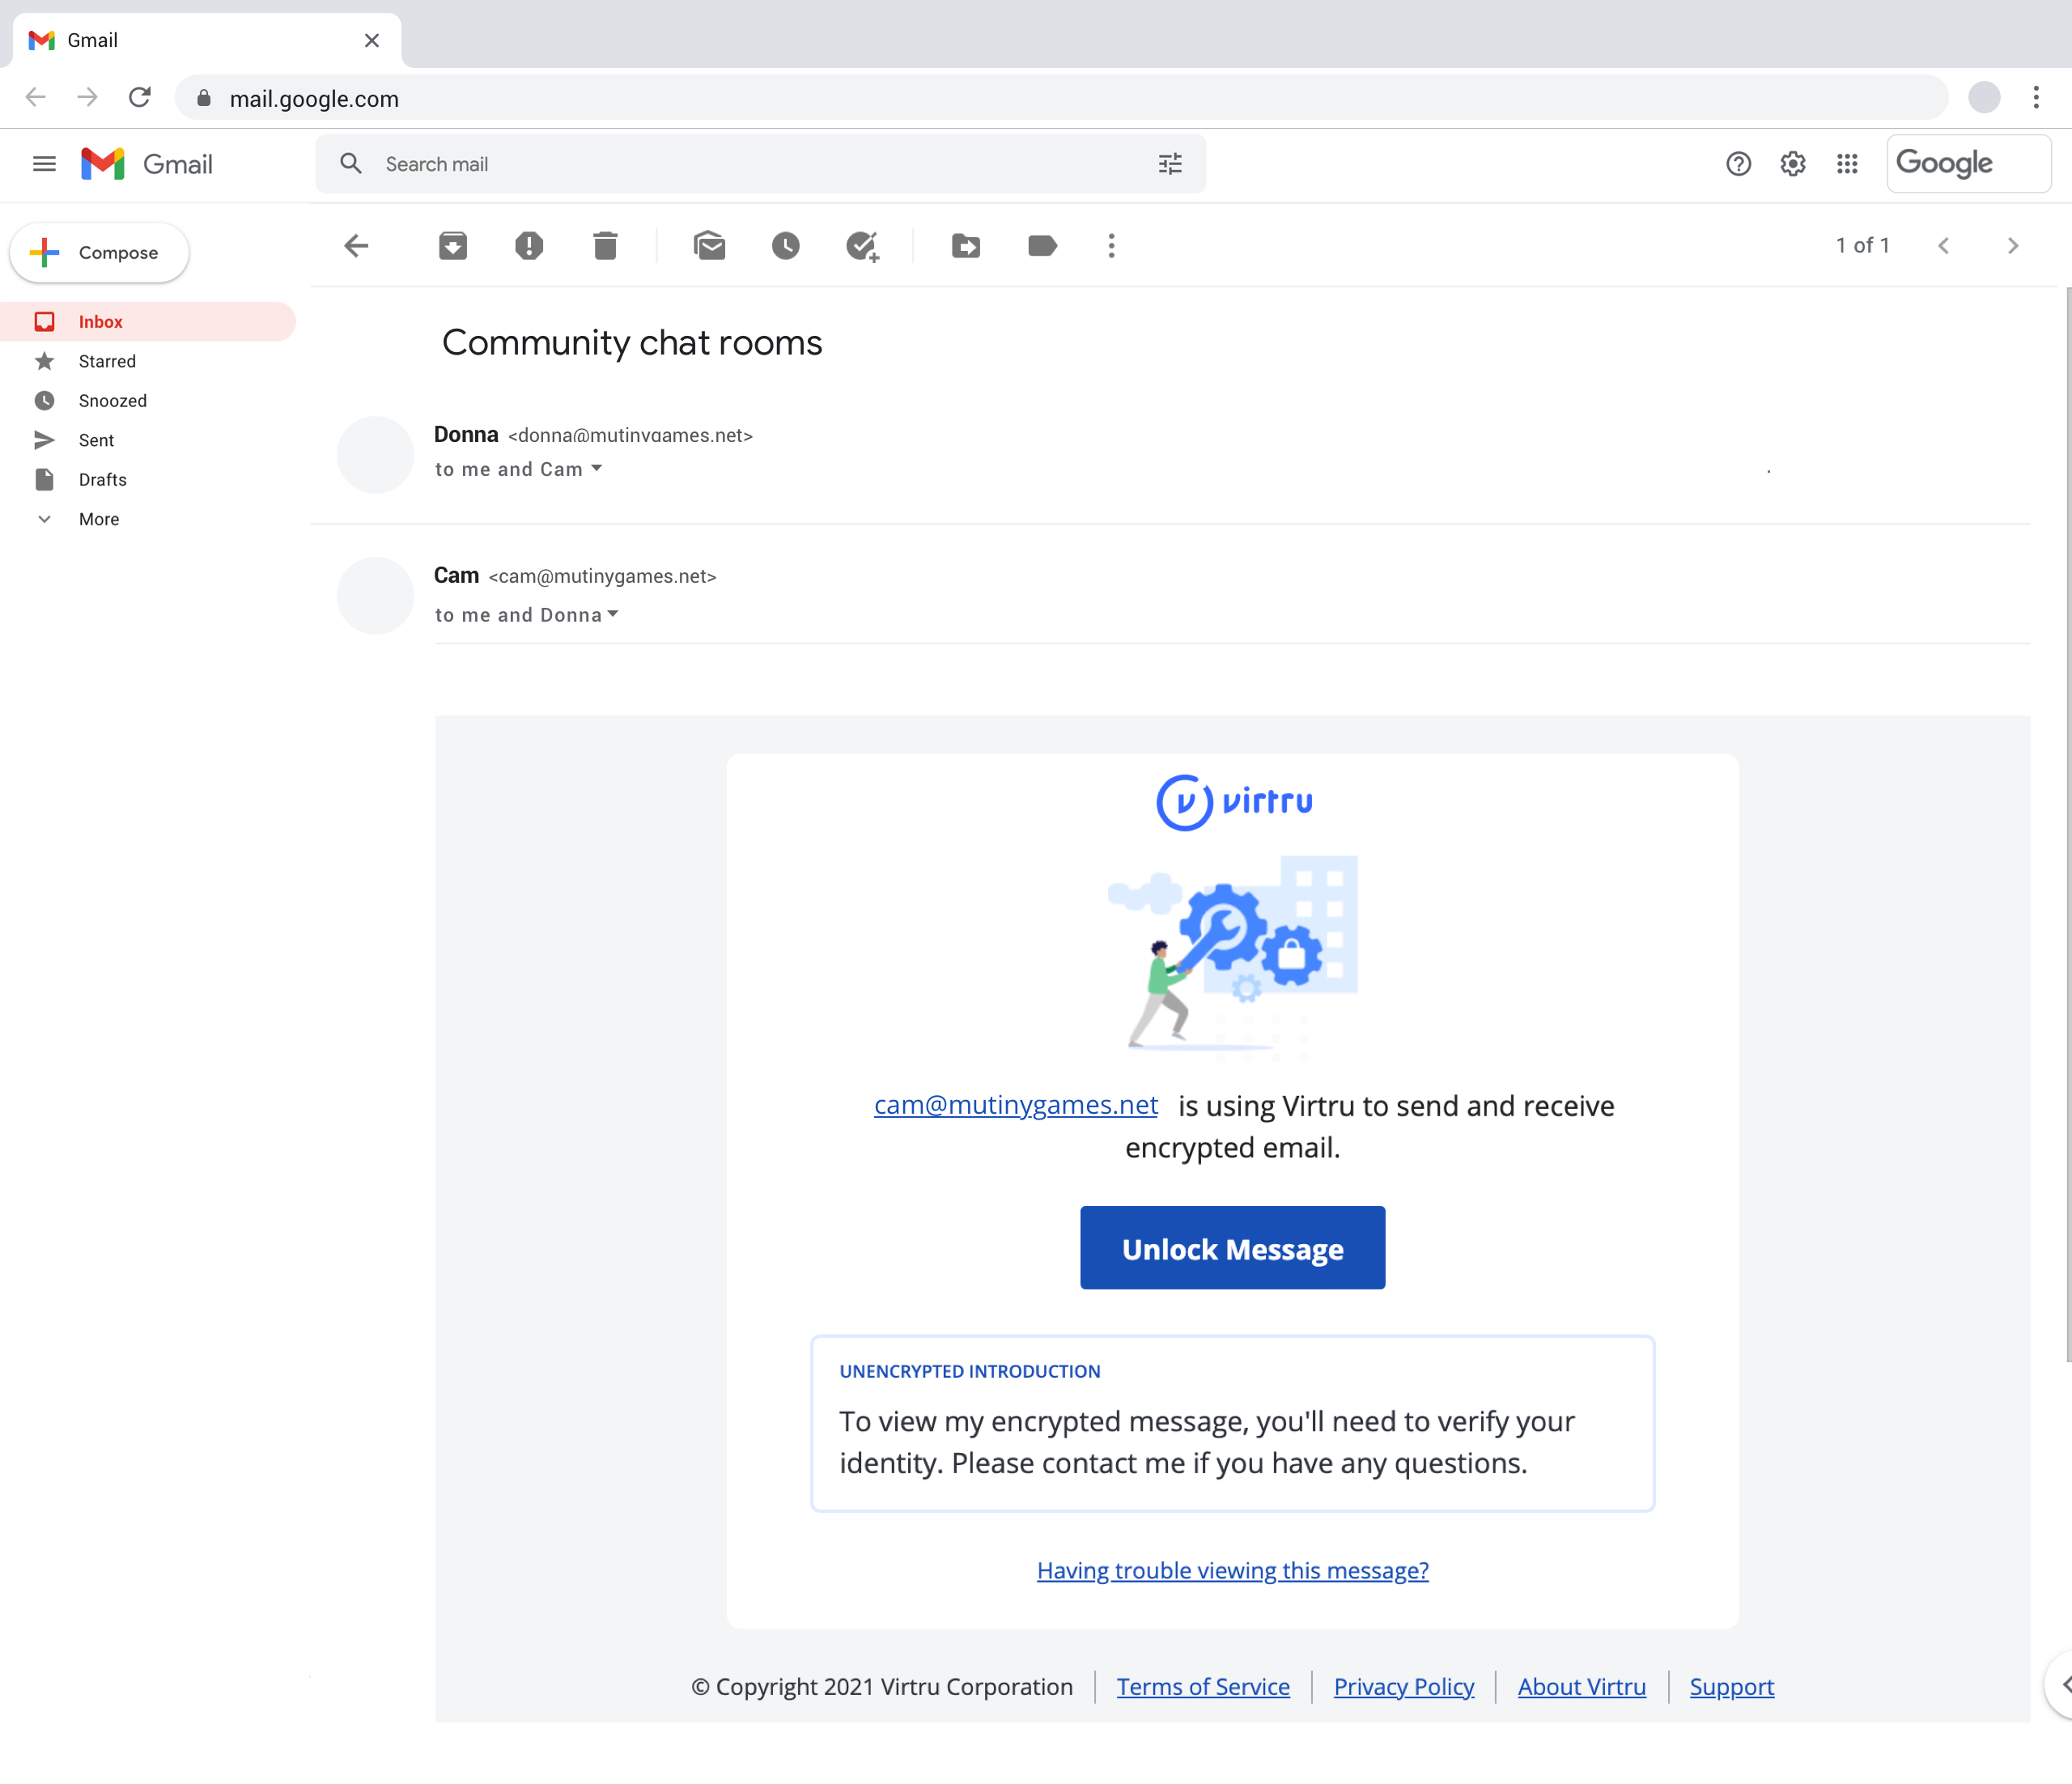 Gmail
mail.google.com
Gmail
Search mail
Google
Compose
1 of 1
Inbox
Starred
Snoozed
Sent
Drafts
More
Community chat rooms
Donna <donna@mutinygames.net>
to me and Cam
Cam <cam@mutinygames.net>
to me and Donna
virtru
cam@mutinygames.net is using Virtru to send and receive
encrypted email.
Unlock Message
UNENCRYPTED INTRODUCTION
To view my encrypted message, you'll need to verify your
identity. Please contact me if you have any questions.
Having trouble viewing this message?
© Copyright 2021 Virtru Corporation Terms of Service Privacy Policy About Virtru Support